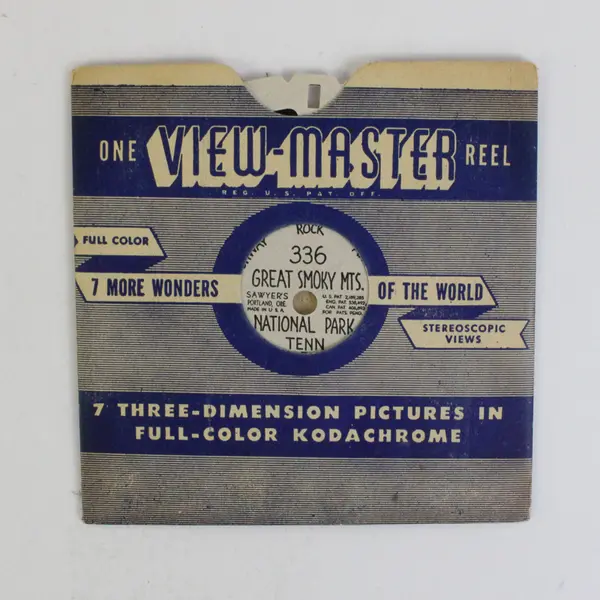 ONE VIEW-MASTER REEL
REG. U.S. PAT. OFF.
FULL COLOR
7 MORE WONDERS OF THE WORLD
STEREOSCOPIC
VIEWS
ROCK
336
GREAT SMOKY MTS.
SAWYER'S
PORTLAND, ORE.
MADE IN U.S.A.
NATIONAL PARK
TENN
7 THREE-DIMENSION PICTURES IN
FULL-COLOR KODACHROME